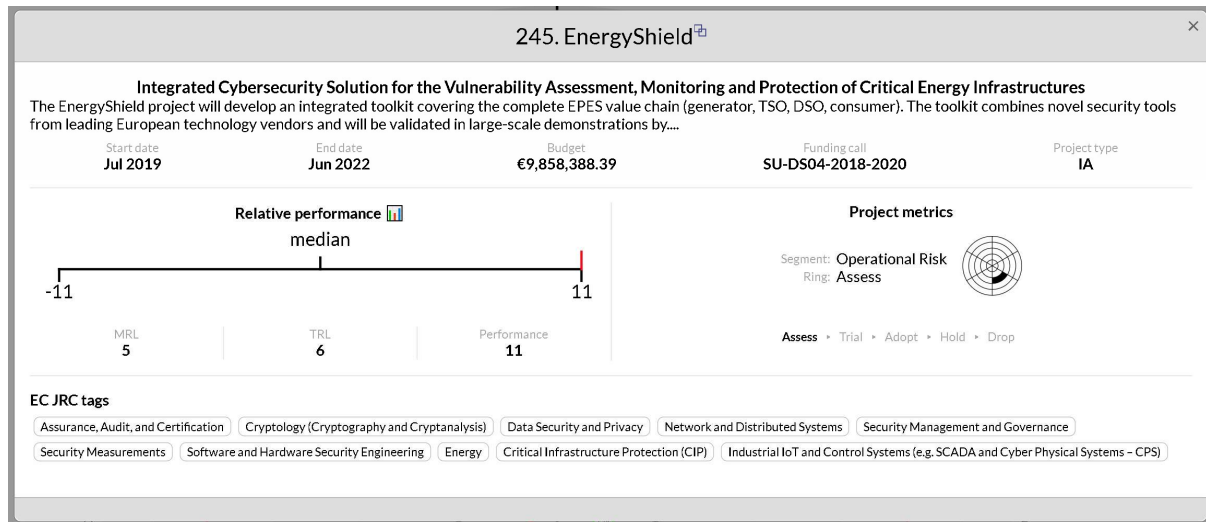 245. EnergyShield
×
Integrated Cybersecurity Solution for the Vulnerability Assessment, Monitoring and Protection of Critical Energy Infrastructures
The EnergyShield project will develop an integrated toolkit covering the complete EPES value chain (generator, TSO, DSO, consumer). The toolkit combines novel security tools
from leading European technology vendors and will be validated in large-scale demonstrations by....
Start date End date Budget Funding call Project type
Jul 2019 Jun 2022 €9,858,388.39 SU-DS04-2018-2020 IA
Relative performance
median
-11 11
MRL TRL Performance
5 6 11
Project metrics
Segment: Operational Risk
Ring: Assess
Assess ▸ Trial ▸ Adopt ▸ Hold ▸ Drop
EC JRC tags
Assurance, Audit, and Certification Cryptology (Cryptography and Cryptanalysis) Data Security and Privacy Network and Distributed Systems Security Management and Governance
Security Measurements Software and Hardware Security Engineering Energy Critical Infrastructure Protection (CIP) Industrial IoT and Control Systems (e.g. SCADA and Cyber Physical Systems – CPS)